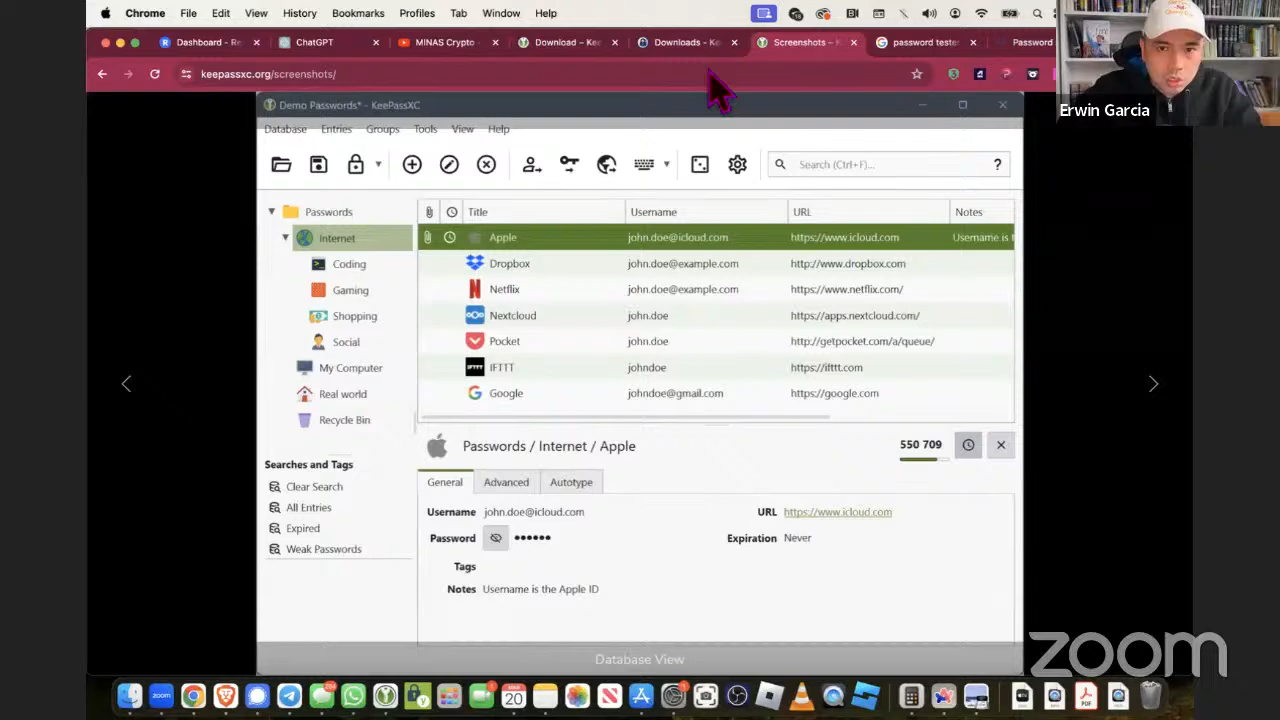 Chrome File Edit View History Bookmarks Profiles Tab Window Help
Dashboard - Re
ChatGPT
MINAS Crypto
Download – Kee
Downloads - Ke
Screenshots –
password teste
Password
keepassxc.org/screenshots/
Erwin Garcia
Demo Passwords* - KeePassXC
Database Entries Groups Tools View Help
Search (Ctrl+F)... ?
Passwords
Internet
Coding
Gaming
Shopping
Social
My Computer
Real world
Recycle Bin
Searches and Tags
Clear Search
All Entries
Expired
Weak Passwords
Title Username URL Notes
Apple john.doe@icloud.com https://www.icloud.com Username is t
Dropbox john.doe@example.com http://www.dropbox.com
Netflix john.doe@example.com https://www.netflix.com/
Nextcloud john.doe https://apps.nextcloud.com/
Pocket john.doe http://getpocket.com/a/queue/
IFTTT johndoe https://ifttt.com
Google johndoe@gmail.com https://google.com
Passwords / Internet / Apple 550 709
General Advanced Autotype
Username john.doe@icloud.com URL https://www.icloud.com
Password •••••• Expiration Never
Tags
Notes Username is the Apple ID
Database View
zoom
zoom
20
PDF